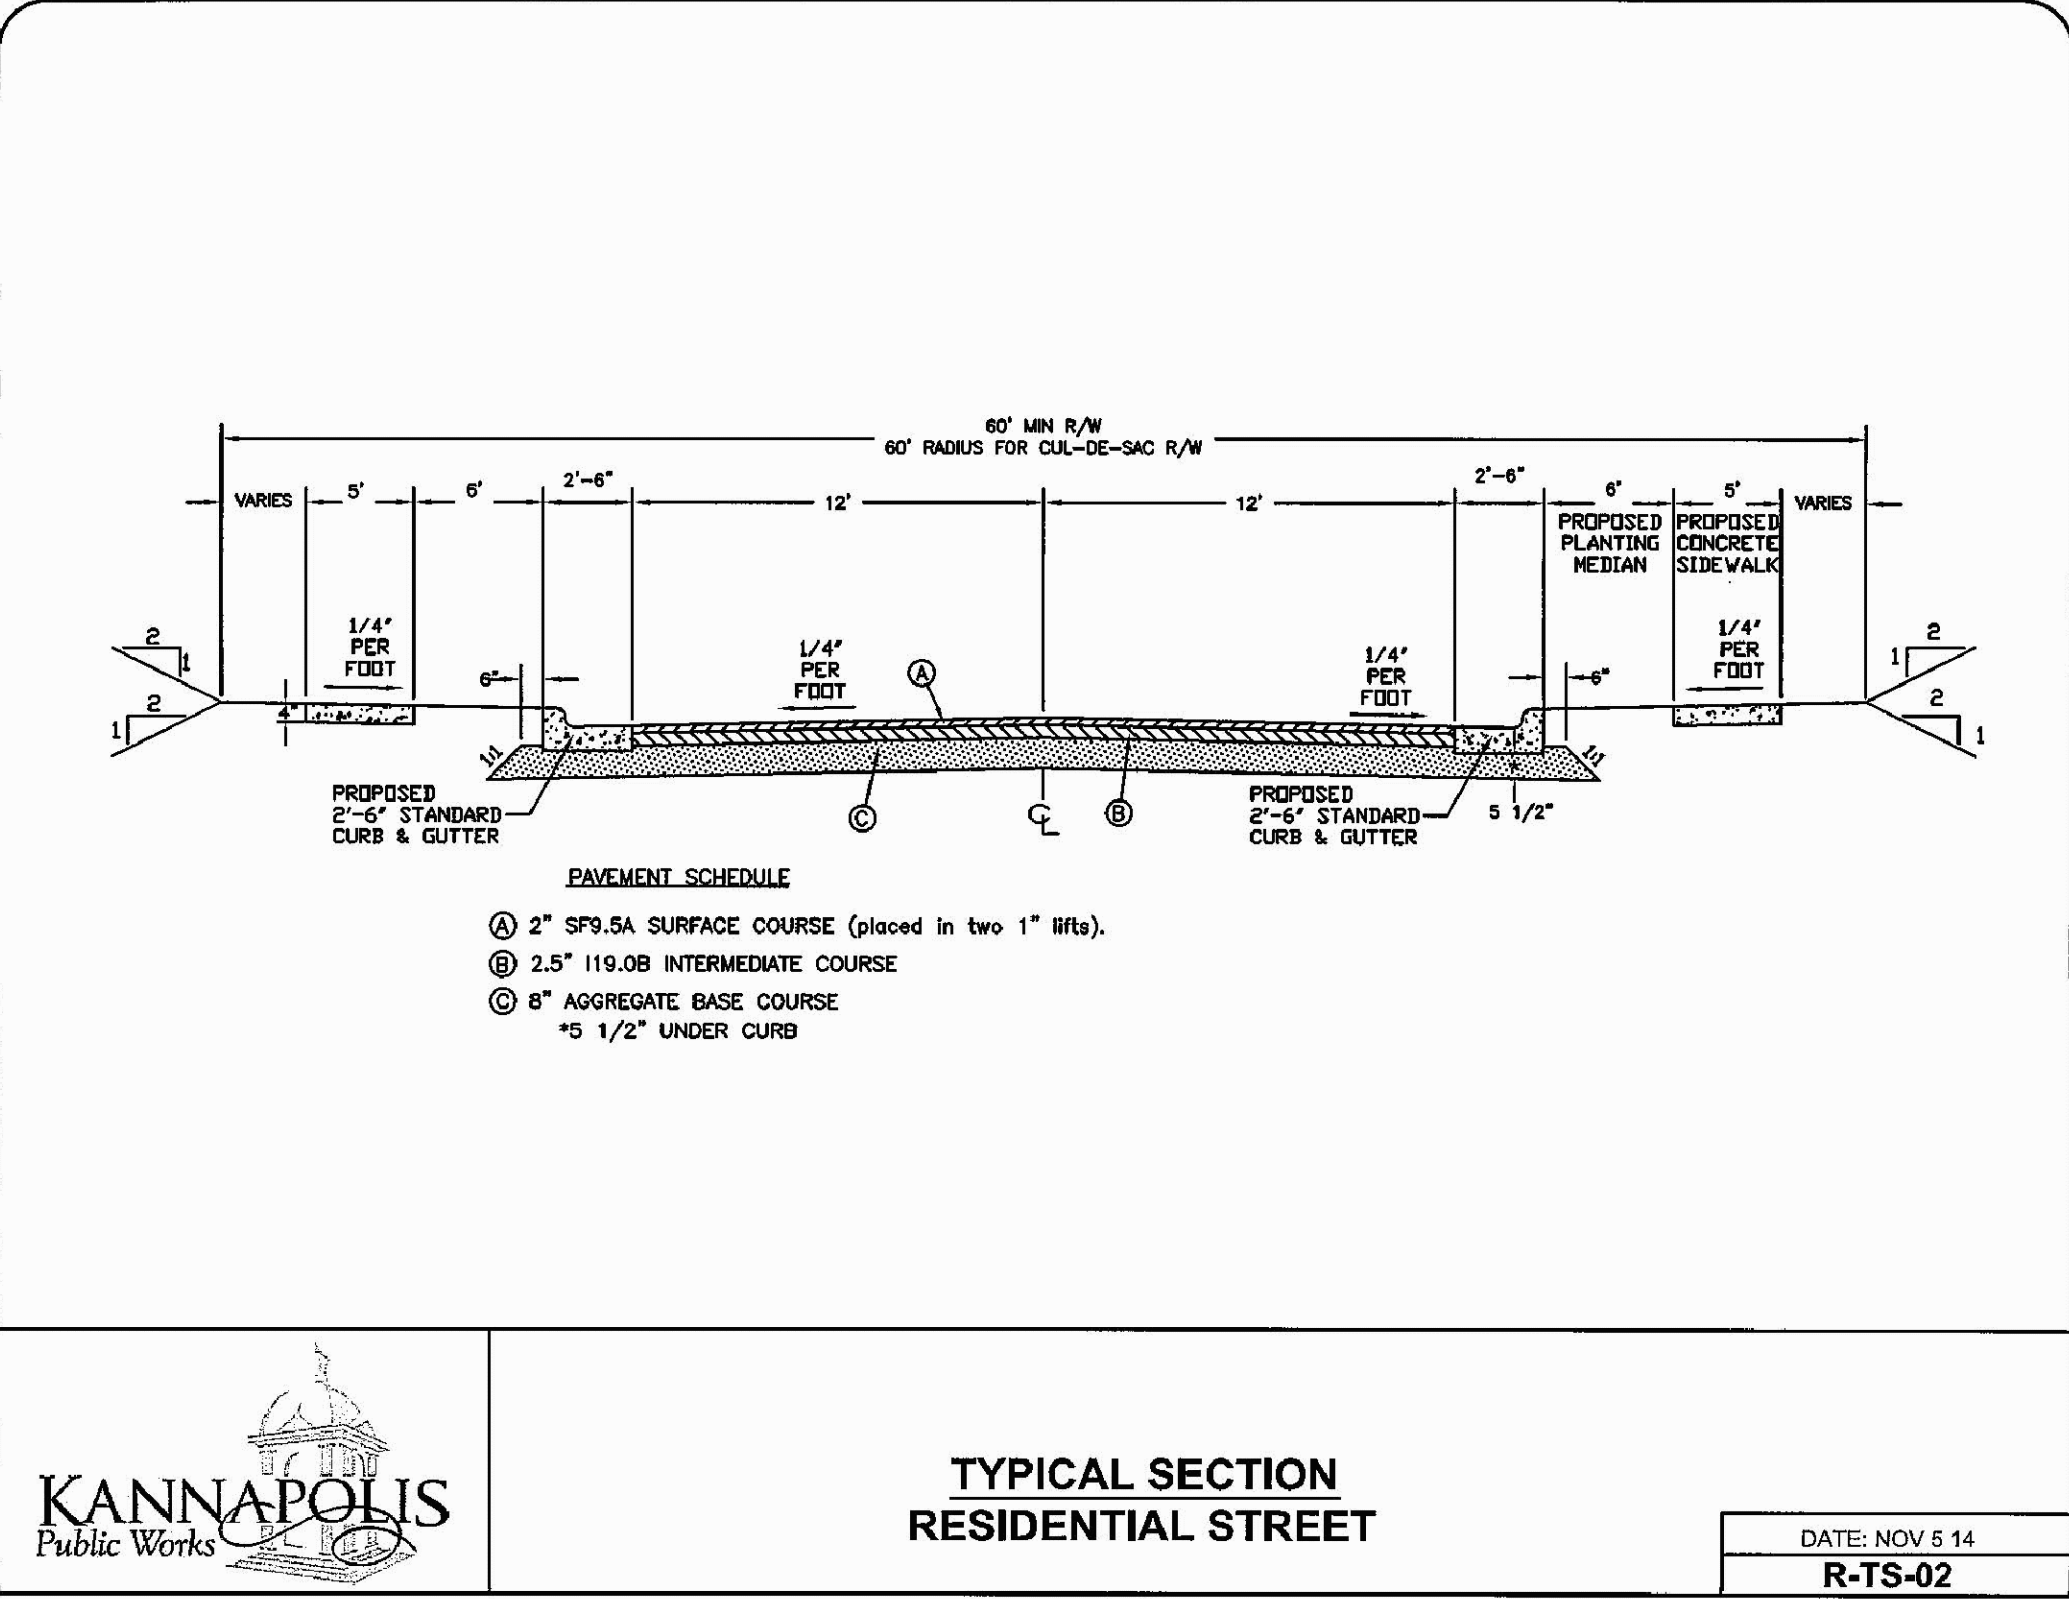 60' MIN R/W
60' RADIUS FOR CUL-DE-SAC R/W
VARIES 5' 6' 2'-6" 12' 12' 2'-6" 6' 5' VARIES
PROPOSED PLANTING MEDIAN
PROPOSED CONCRETE SIDEWALK
1/4" PER FOOT
1/4" PER FOOT
1/4" PER FOOT
1/4" PER FOOT
2 1
2 1
2 1
2 1
6"
6"
4"
A
1:1
1:1
PROPOSED
2'-6" STANDARD
CURB & GUTTER
C
CL
B
PROPOSED
2'-6" STANDARD
CURB & GUTTER
*
5 1/2"
PAVEMENT SCHEDULE
A 2" SF9.5A SURFACE COURSE (placed in two 1" lifts).
B 2.5" I19.0B INTERMEDIATE COURSE
C 8" AGGREGATE BASE COURSE
*5 1/2" UNDER CURB
KANNAPOLIS
Public Works
TYPICAL SECTION
RESIDENTIAL STREET
DATE: NOV 5 14
R-TS-02